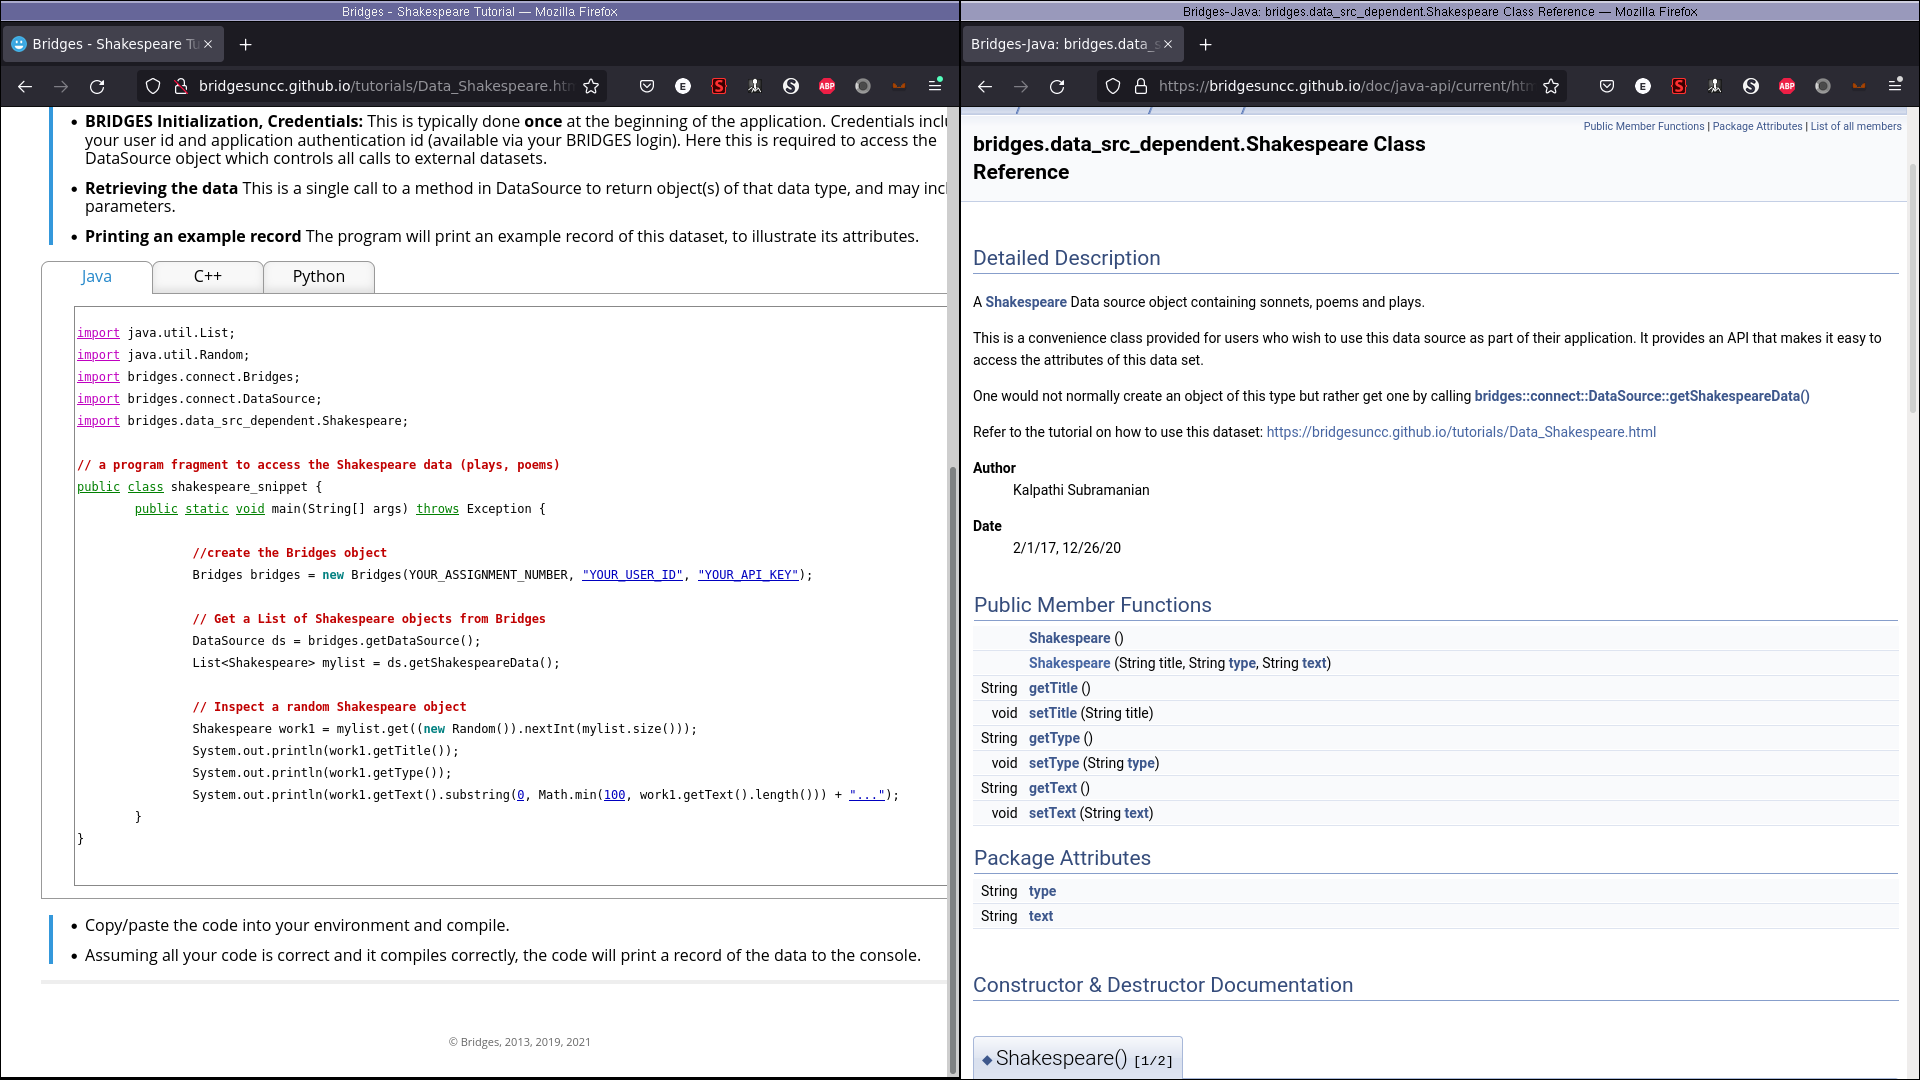 Bridges - Shakespeare Tutorial — Mozilla Firefox
Bridges - Shakespeare Tu
bridgesuncc.github.io/tutorials/Data_Shakespeare.htm
BRIDGES Initialization, Credentials: This is typically done once at the beginning of the application. Credentials inclu
your user id and application authentication id (available via your BRIDGES login). Here this is required to access the
DataSource object which controls all calls to external datasets.
Retrieving the data This is a single call to a method in DataSource to return object(s) of that data type, and may incl
parameters.
Printing an example record The program will print an example record of this dataset, to illustrate its attributes.
Java C++ Python
import java.util.List;
import java.util.Random;
import bridges.connect.Bridges;
import bridges.connect.DataSource;
import bridges.data_src_dependent.Shakespeare;
// a program fragment to access the Shakespeare data (plays, poems)
public class shakespeare_snippet {
public static void main(String[] args) throws Exception {
//create the Bridges object
Bridges bridges = new Bridges(YOUR_ASSIGNMENT_NUMBER, "YOUR_USER_ID", "YOUR_API_KEY");
// Get a List of Shakespeare objects from Bridges
DataSource ds = bridges.getDataSource();
List<Shakespeare> mylist = ds.getShakespeareData();
// Inspect a random Shakespeare object
Shakespeare work1 = mylist.get((new Random()).nextInt(mylist.size()));
System.out.println(work1.getTitle());
System.out.println(work1.getType());
System.out.println(work1.getText().substring(0, Math.min(100, work1.getText().length())) + "...");
}
}
Copy/paste the code into your environment and compile.
Assuming all your code is correct and it compiles correctly, the code will print a record of the data to the console.
© Bridges, 2013, 2019, 2021
Bridges-Java: bridges.data_src_dependent.Shakespeare Class Reference — Mozilla Firefox
Bridges-Java: bridges.data_s
https://bridgesuncc.github.io/doc/java-api/current/htm
Public Member Functions | Package Attributes | List of all members
bridges.data_src_dependent.Shakespeare Class
Reference
Detailed Description
A Shakespeare Data source object containing sonnets, poems and plays.
This is a convenience class provided for users who wish to use this data source as part of their application. It provides an API that makes it easy to
access the attributes of this data set.
One would not normally create an object of this type but rather get one by calling bridges::connect::DataSource::getShakespeareData()
Refer to the tutorial on how to use this dataset: https://bridgesuncc.github.io/tutorials/Data_Shakespeare.html
Author
Kalpathi Subramanian
Date
2/1/17, 12/26/20
Public Member Functions
Shakespeare ()
Shakespeare (String title, String type, String text)
String getTitle ()
void setTitle (String title)
String getType ()
void setType (String type)
String getText ()
void setText (String text)
Package Attributes
String type
String text
Constructor & Destructor Documentation
Shakespeare() [1/2]